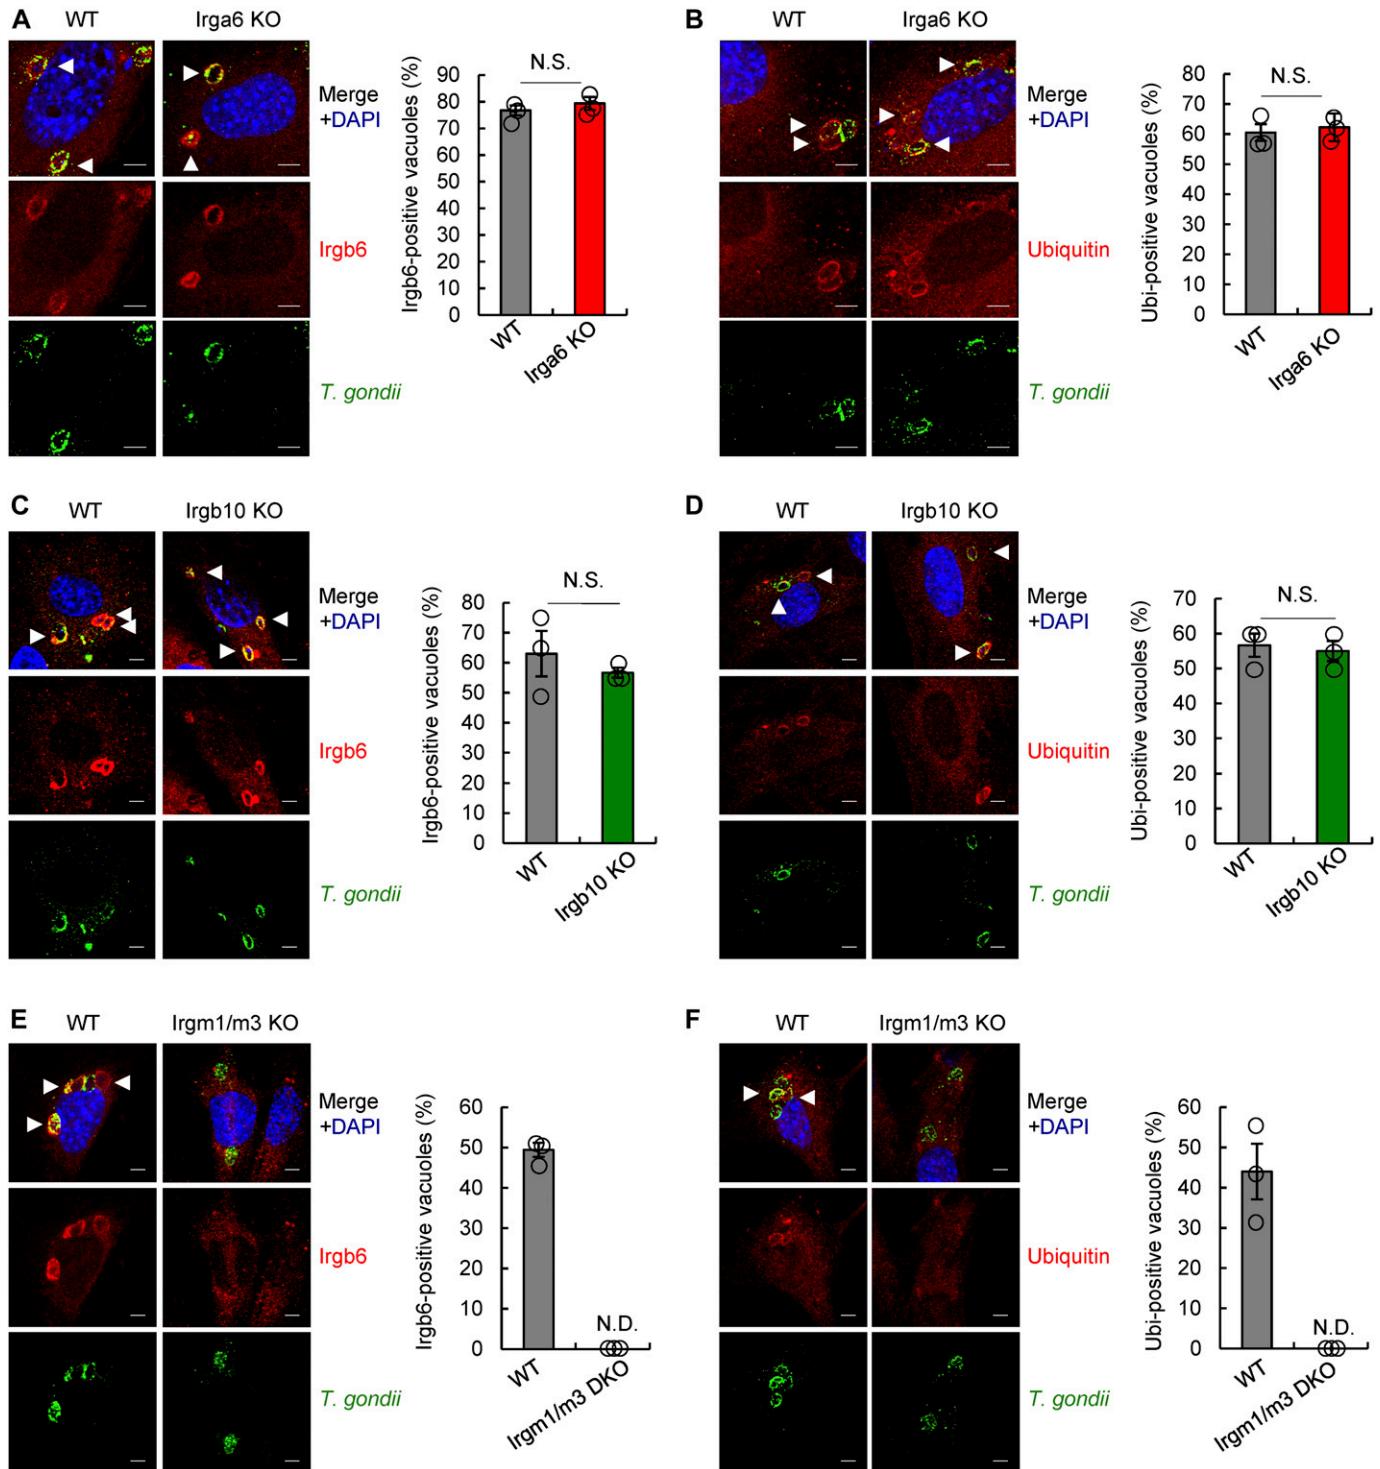 A
WT
Irga6 KO
Merge
+DAPI
Irgb6
T. gondii
Irgb6-positive vacuoles (%)
90
80
70
60
50
40
30
20
10
0
N.S.
WT
Irga6 KO
B
WT
Irga6 KO
Merge
+DAPI
Ubiquitin
T. gondii
Ubi-positive vacuoles (%)
80
70
60
50
40
30
20
10
0
N.S.
WT
Irga6 KO
C
WT
Irgb10 KO
Merge
+DAPI
Irgb6
T. gondii
Irgb6-positive vacuoles (%)
80
70
60
50
40
30
20
10
0
N.S.
WT
Irgb10 KO
D
WT
Irgb10 KO
Merge
+DAPI
Ubiquitin
T. gondii
Ubi-positive vacuoles (%)
70
60
50
40
30
20
10
0
N.S.
WT
Irgb10 KO
E
WT
Irgm1/m3 KO
Merge
+DAPI
Irgb6
T. gondii
Irgb6-positive vacuoles (%)
60
50
40
30
20
10
0
N.D.
WT
Irgm1/m3 DKO
F
WT
Irgm1/m3 KO
Merge
+DAPI
Ubiquitin
T. gondii
Ubi-positive vacuoles (%)
60
50
40
30
20
10
0
N.D.
WT
Irgm1/m3 DKO